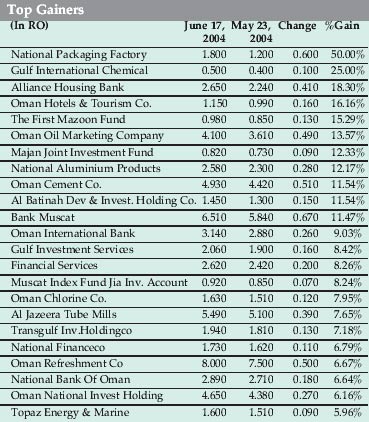 Top Gainers
(In RO) June 17, May 23, Change %Gain
2004 2004
National Packaging Factory 1.800 1.200 0.600 50.00%
Gulf International Chemical 0.500 0.400 0.100 25.00%
Alliance Housing Bank 2.650 2.240 0.410 18.30%
Oman Hotels & Tourism Co. 1.150 0.990 0.160 16.16%
The First Mazoon Fund 0.980 0.850 0.130 15.29%
Oman Oil Marketing Company 4.100 3.610 0.490 13.57%
Majan Joint Investment Fund 0.820 0.730 0.090 12.33%
National Aluminium Products 2.580 2.300 0.280 12.17%
Oman Cement Co. 4.930 4.420 0.510 11.54%
Al Batinah Dev & Invest. Holding Co. 1.450 1.300 0.150 11.54%
Bank Muscat 6.510 5.840 0.670 11.47%
Oman International Bank 3.140 2.880 0.260 9.03%
Gulf Investment Services 2.060 1.900 0.160 8.42%
Financial Services 2.620 2.420 0.200 8.26%
Muscat Index Fund Jia Inv. Account 0.920 0.850 0.070 8.24%
Oman Chlorine Co. 1.630 1.510 0.120 7.95%
Al Jazeera Tube Mills 5.490 5.100 0.390 7.65%
Transgulf Inv.Holdingco 1.940 1.810 0.130 7.18%
National Financeco 1.730 1.620 0.110 6.79%
Oman Refreshment Co 8.000 7.500 0.500 6.67%
National Bank Of Oman 2.890 2.710 0.180 6.64%
Oman National Invest Holding 4.650 4.380 0.270 6.16%
Topaz Energy & Marine 1.600 1.510 0.090 5.96%